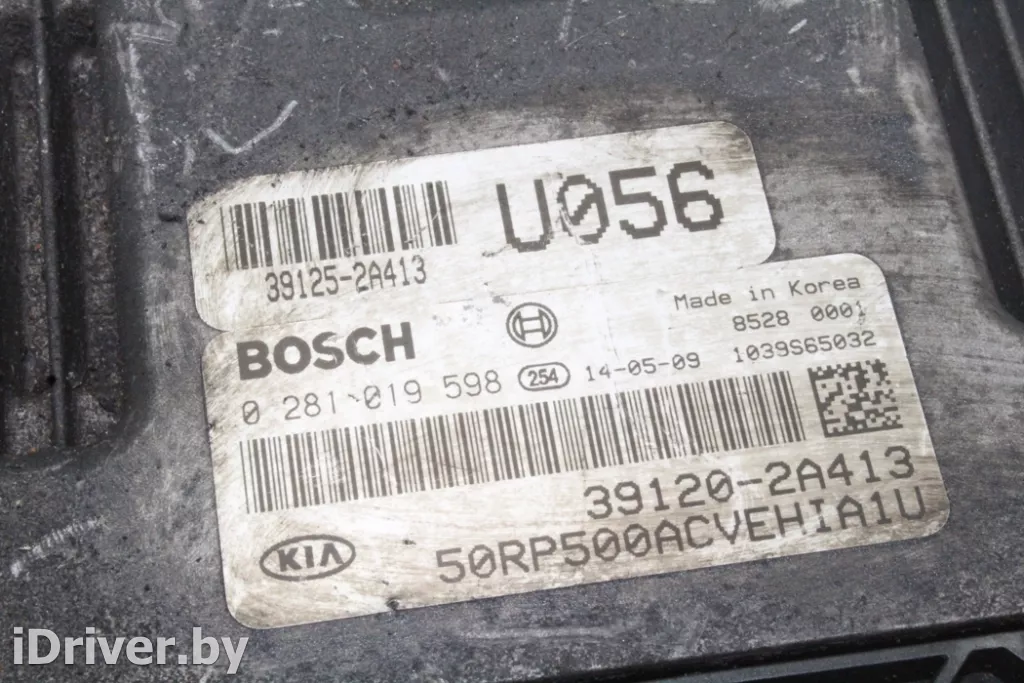 U056
39125-2A413
BOSCH
Made in Korea
8528 0001
0 281 019 598 254 14-05-09 1039S65032
39120-2A413
KIA
50RP500ACVEHIA1U
iDriver.by